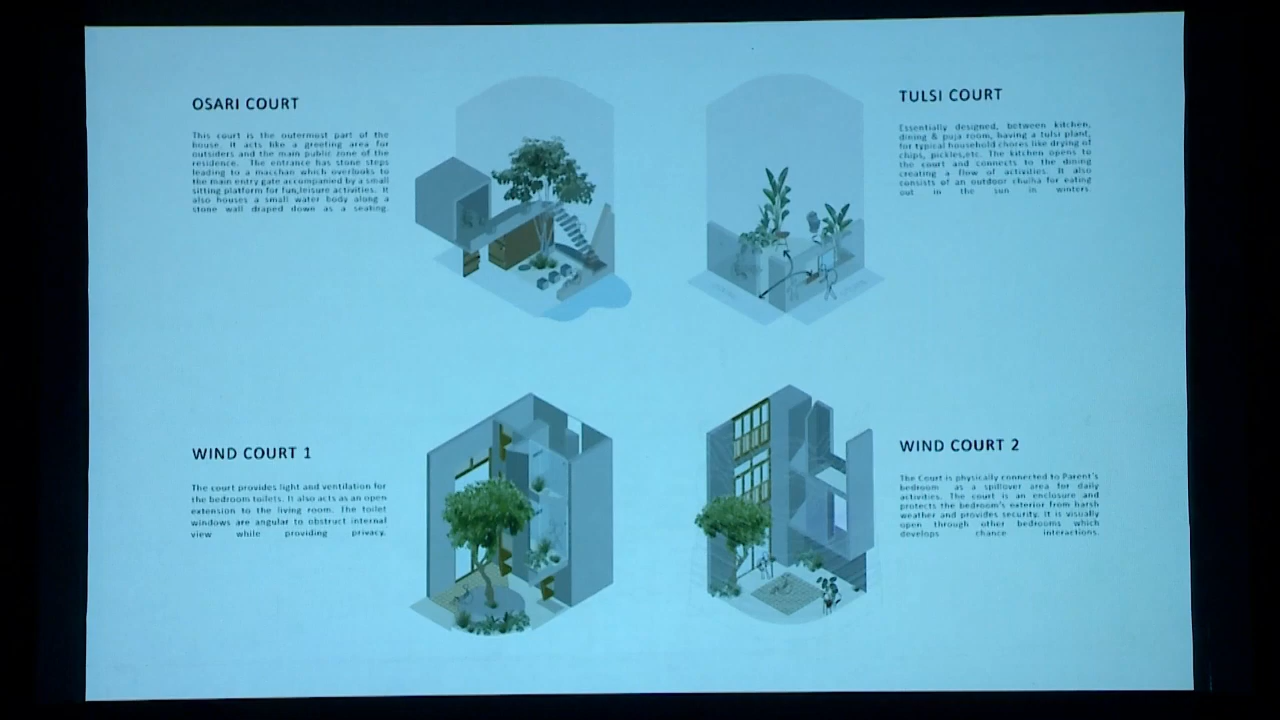 OSARI COURT
This court is the outermost part of the
house. It acts like a greeting area for
outsiders and the main public zone of the
residence. The entrance has stone steps
leading to a machan which overlooks to
the main entry gate accompanied by a small
sitting platform for fun,leisure activities. It
also houses a small water body along a
stone wall draped down as a seating.
TULSI COURT
Essentially designed, between kitchen,
dining & puja room, having a tulsi plant,
for typical household chores like drying of
chips, pickles,etc. The kitchen opens to
the court and connects to the dining
creating a flow of activities. It also
consists of an outdoor chulha for eating
out in the sun in winters.
WIND COURT 1
The court provides light and ventilation for
the bedroom toilets. It also acts as an open
extension to the living room. The toilet
windows are angular to obstruct internal
view while providing privacy.
WIND COURT 2
The Court is physically connected to Parent's
bedroom as a spillover area for daily
activities. The court is an enclosure and
protects the bedroom's exterior from harsh
weather and provides security. It is visually
open through other bedrooms which
develops chance interactions.